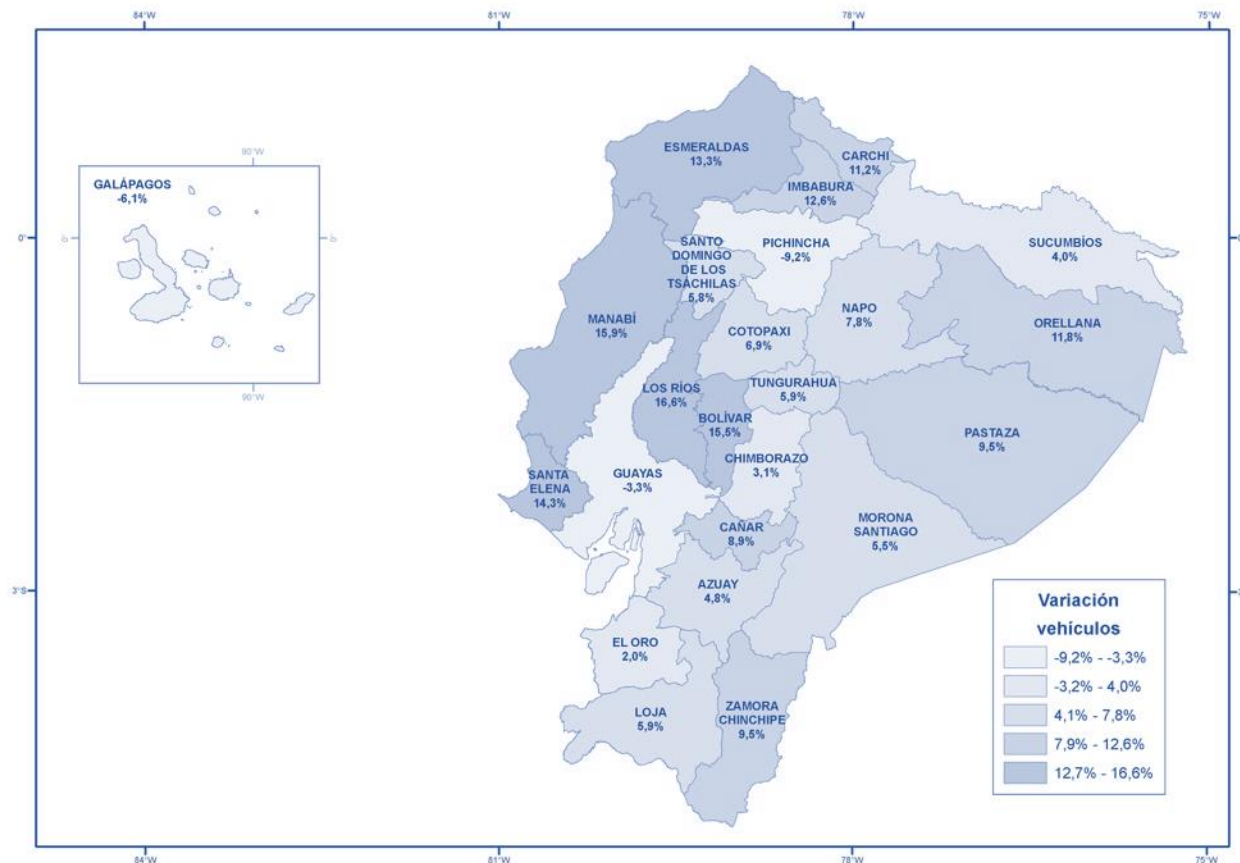 84°W
81°W
78°W
75°W
90°W
GALÁPAGOS
-6,1%
0°
0°
90°W
0°
ESMERALDAS
13,3%
CARCHI
11,2%
IMBABURA
12,6%
SUCUMBÍOS
4,0%
PICHINCHA
-9,2%
SANTO
DOMINGO
DE LOS
TSÁCHILAS
5,8%
NAPO
7,8%
ORELLANA
11,8%
MANABÍ
15,9%
COTOPAXI
6,9%
TUNGURAHUA
5,9%
LOS RÍOS
16,6%
BOLÍVAR
15,5%
PASTAZA
9,5%
CHIMBORAZO
3,1%
GUAYAS
-3,3%
SANTA
ELENA
14,3%
MORONA
SANTIAGO
5,5%
CAÑAR
8,9%
AZUAY
4,8%
3°S
EL ORO
2,0%
LOJA
5,9%
ZAMORA
CHINCHIPE
9,5%
Variación
vehículos
-9,2% - -3,3%
-3,2% - 4,0%
4,1% - 7,8%
7,9% - 12,6%
12,7% - 16,6%
84°W
81°W
78°W
75°W